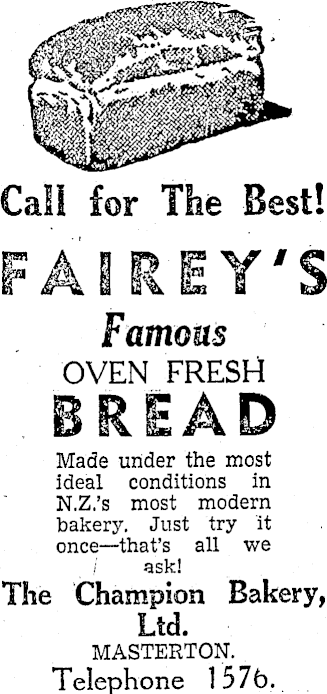 Call for The Best!
FAIREY'S
Famous
OVEN FRESH
BREAD
Made under the most
ideal conditions in
N.Z.'s most modern
bakery. Just try it
once—that's all we
ask!
The Champion Bakery,
Ltd.
MASTERTON.
Telephone 1576.